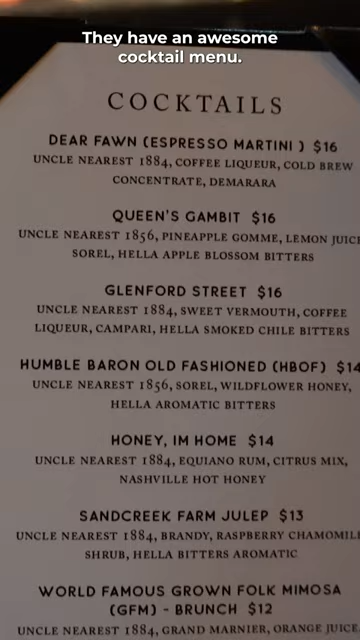 They have an awesome
cocktail menu.
COCKTAILS
DEAR FAWN (ESPRESSO MARTINI ) $16
UNCLE NEAREST 1884, COFFEE LIQUEUR, COLD BREW
CONCENTRATE, DEMARARA
QUEEN'S GAMBIT $16
UNCLE NEAREST 1856, PINEAPPLE GOMME, LEMON JUICE
SOREL, HELLA APPLE BLOSSOM BITTERS
GLENFORD STREET $16
UNCLE NEAREST 1884, SWEET VERMOUTH, COFFEE
LIQUEUR, CAMPARI, HELLA SMOKED CHILE BITTERS
HUMBLE BARON OLD FASHIONED (HBOF) $14
UNCLE NEAREST 1856, SOREL, WILDFLOWER HONEY,
HELLA AROMATIC BITTERS
HONEY, IM HOME $14
UNCLE NEAREST 1884, EQUIANO RUM, CITRUS MIX,
NASHVILLE HOT HONEY
SANDCREEK FARM JULEP $13
UNCLE NEAREST 1884, BRANDY, RASPBERRY CHAMOMILE
SHRUB, HELLA BITTERS AROMATIC
WORLD FAMOUS GROWN FOLK MIMOSA
(GFM) - BRUNCH $12
UNCLE NEAREST 1884, GRAND MARNIER, ORANGE JUICE